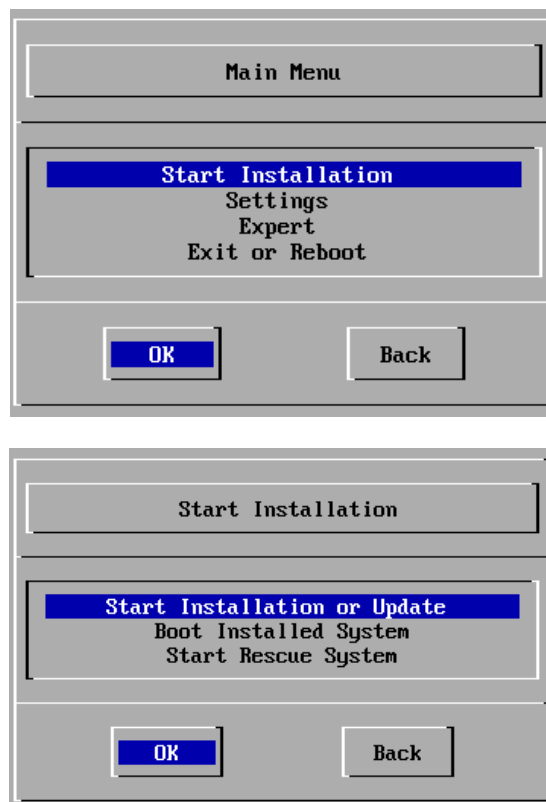 Main Menu
Start Installation
Settings
Expert
Exit or Reboot
OK Back
Start Installation
Start Installation or Update
Boot Installed System
Start Rescue System
OK Back